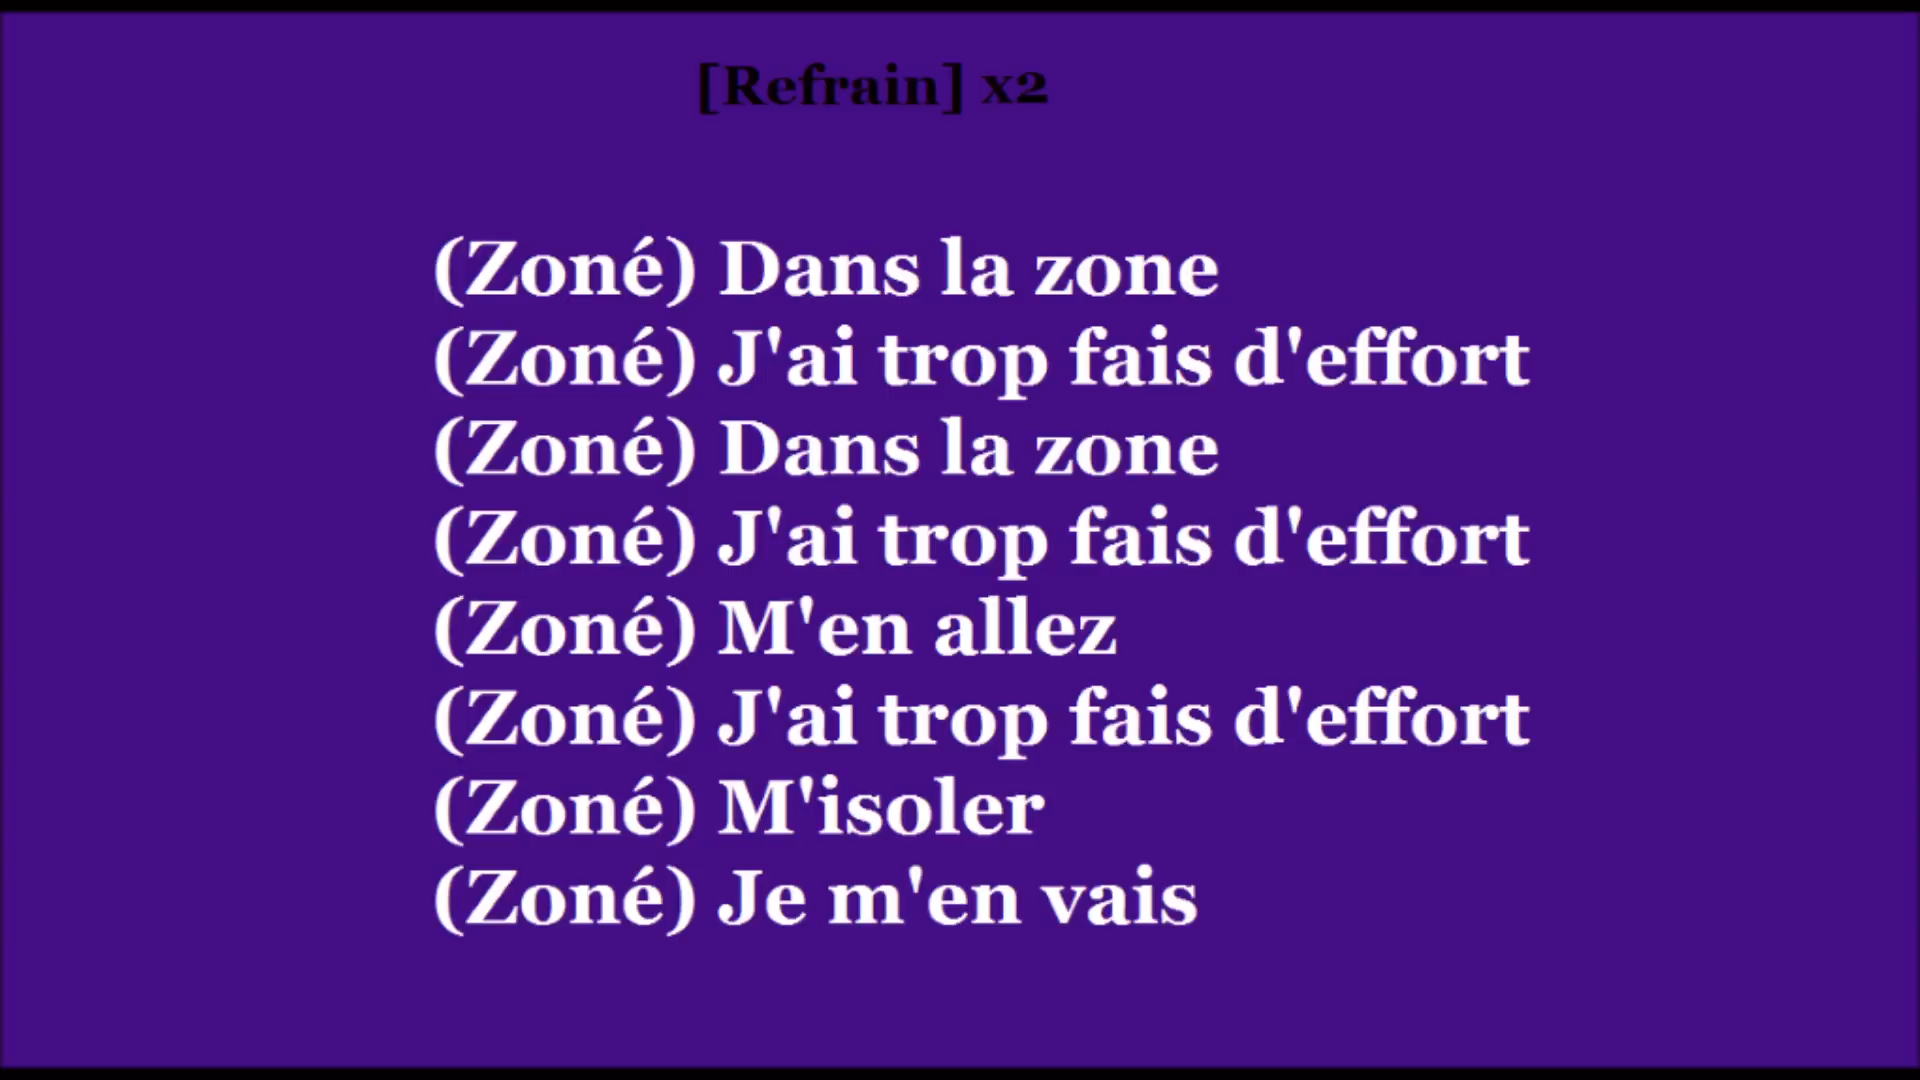 [Refrain] x2
(Zoné) Dans la zone
(Zoné) J'ai trop fais d'effort
(Zoné) Dans la zone
(Zoné) J'ai trop fais d'effort
(Zoné) M'en allez
(Zoné) J'ai trop fais d'effort
(Zoné) M'isoler
(Zoné) Je m'en vais